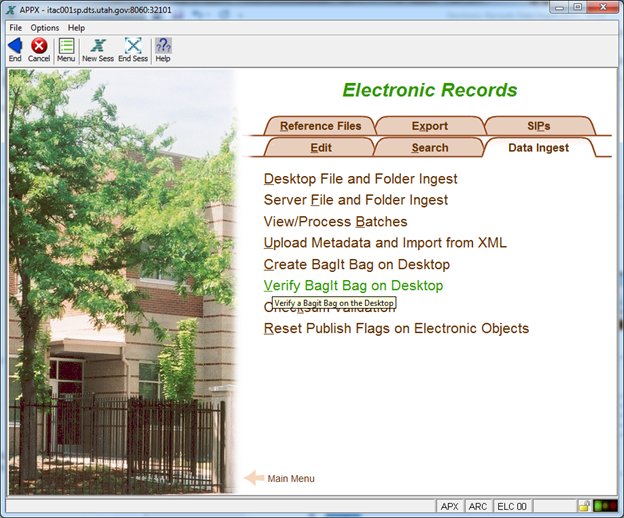 APPX - itac001sp.dts.utah.gov:8060:32101
File Options Help
End Cancel Menu New Sess End Sess Help
Electronic Records
Reference Files Export SIPs
Edit Search Data Ingest
Desktop File and Folder Ingest
Server File and Folder Ingest
View/Process Batches
Upload Metadata and Import from XML
Create BagIt Bag on Desktop
Verify BagIt Bag on Desktop
Verify a Bagit Bag on the Desktop
Checksum Validation
Reset Publish Flags on Electronic Objects
Main Menu
APX ARC ELC 00